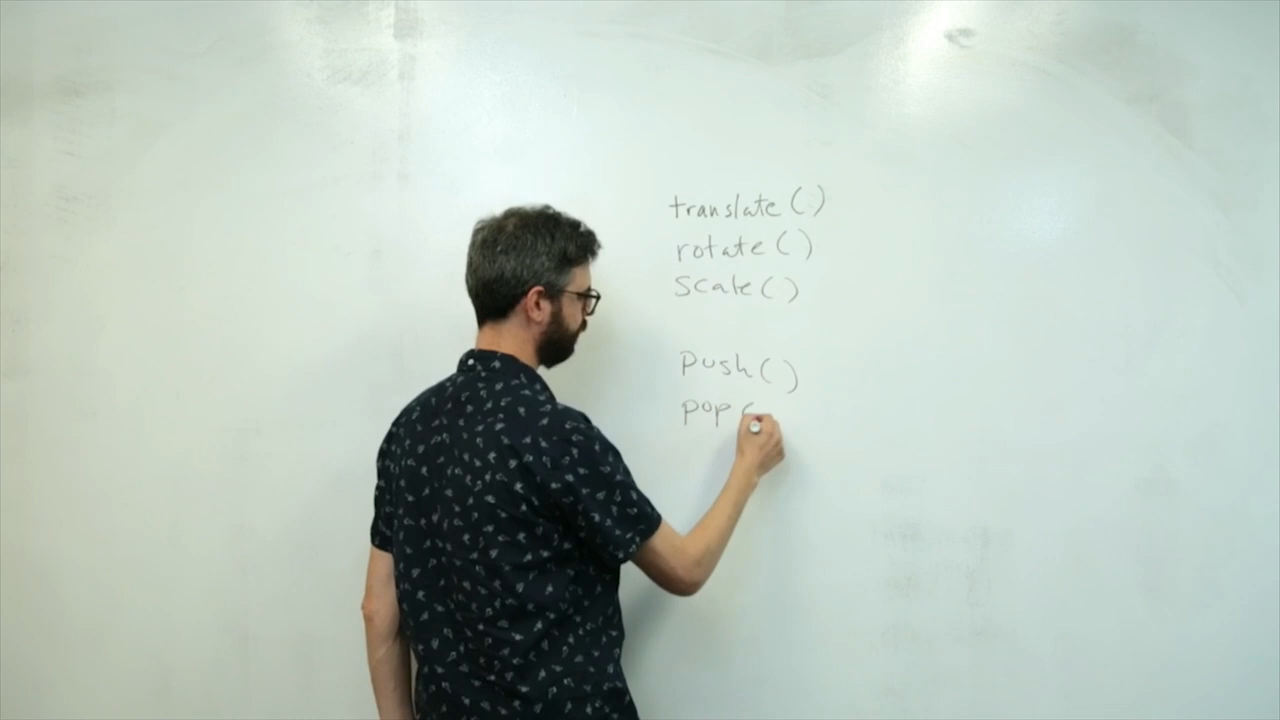 translate()
rotate()
scale()
push()
pop(